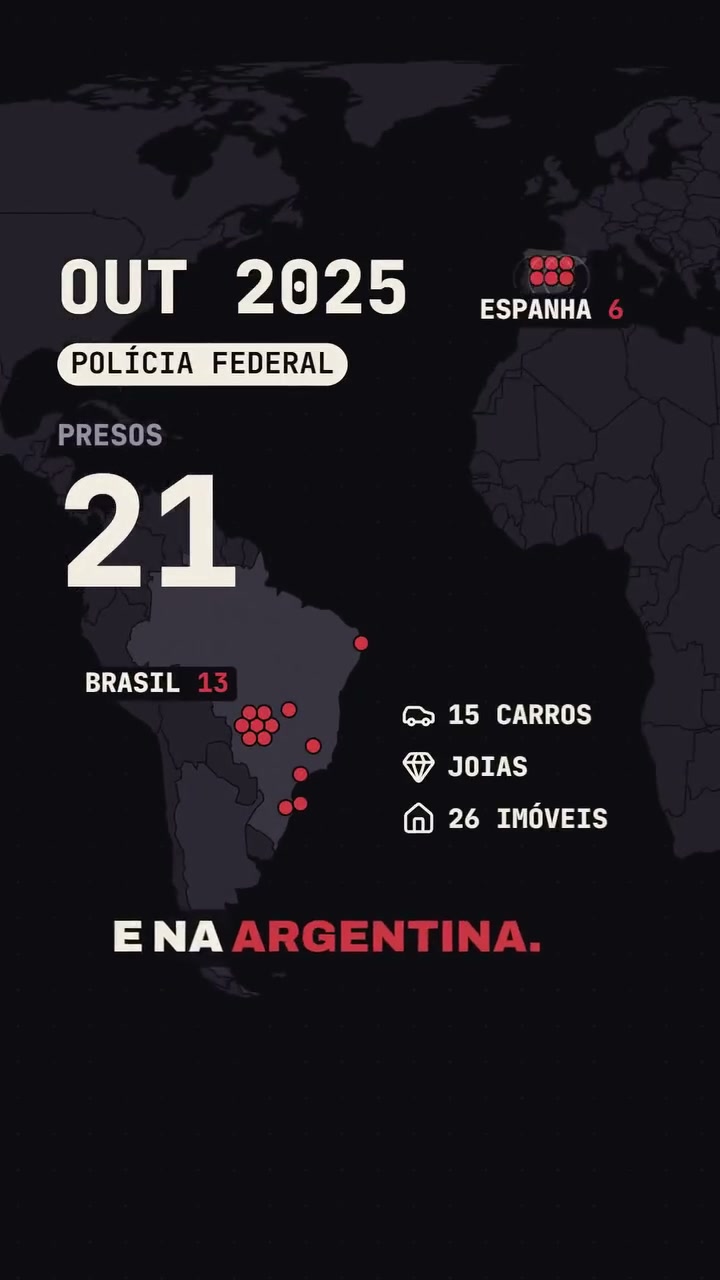 OUT 2025
ESPANHA 6
POLÍCIA FEDERAL
PRESOS
21
BRASIL 13
15 CARROS
JOIAS
26 IMÓVEIS
E NA ARGENTINA.